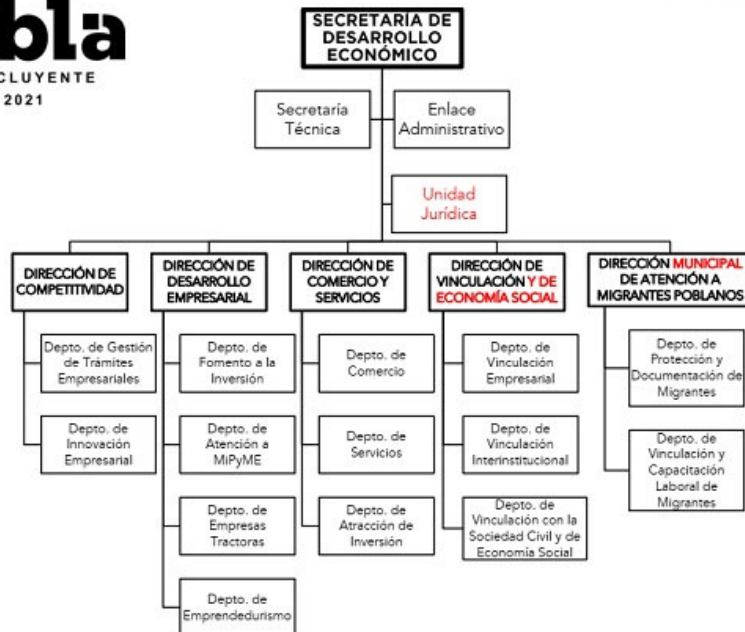 bla
CLUYENTE
2021
SECRETARÍA DE
DESARROLLO
ECONÓMICO
Secretaría
Técnica
Enlace
Administrativo
Unidad
Jurídica
DIRECCIÓN DE
COMPETITIVIDAD
DIRECCIÓN DE
DESARROLLO
EMPRESARIAL
DIRECCIÓN DE
COMERCIO Y
SERVICIOS
DIRECCIÓN DE
VINCULACIÓN Y DE
ECONOMÍA SOCIAL
DIRECCIÓN MUNICIPAL
DE ATENCIÓN A
MIGRANTES POBLANOS
Depto. de Gestión
de Trámites
Empresariales
Depto. de
Innovación
Empresarial
Depto. de
Fomento a la
Inversión
Depto. de
Atención a
MiPyME
Depto. de
Empresas
Tractoras
Depto. de
Emprendedurismo
Depto. de
Comercio
Depto. de
Servicios
Depto. de
Atracción de
Inversión
Depto. de
Vinculación
Empresarial
Depto. de
Vinculación
Interinstitucional
Depto. de
Vinculación con la
Sociedad Civil y de
Economía Social
Depto. de
Protección y
Documentación de
Migrantes
Depto. de
Vinculación y
Capacitación
Laboral de
Migrantes